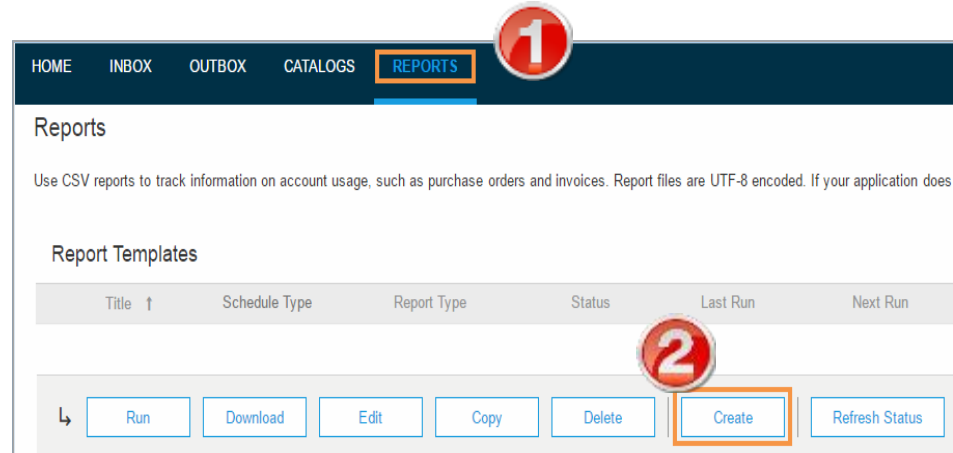 1
HOME INBOX OUTBOX CATALOGS REPORTS
Reports
Use CSV reports to track information on account usage, such as purchase orders and invoices. Report files are UTF-8 encoded. If your application does
Report Templates
Title ↑ Schedule Type Report Type Status Last Run Next Run
2
Run Download Edit Copy Delete Create Refresh Status